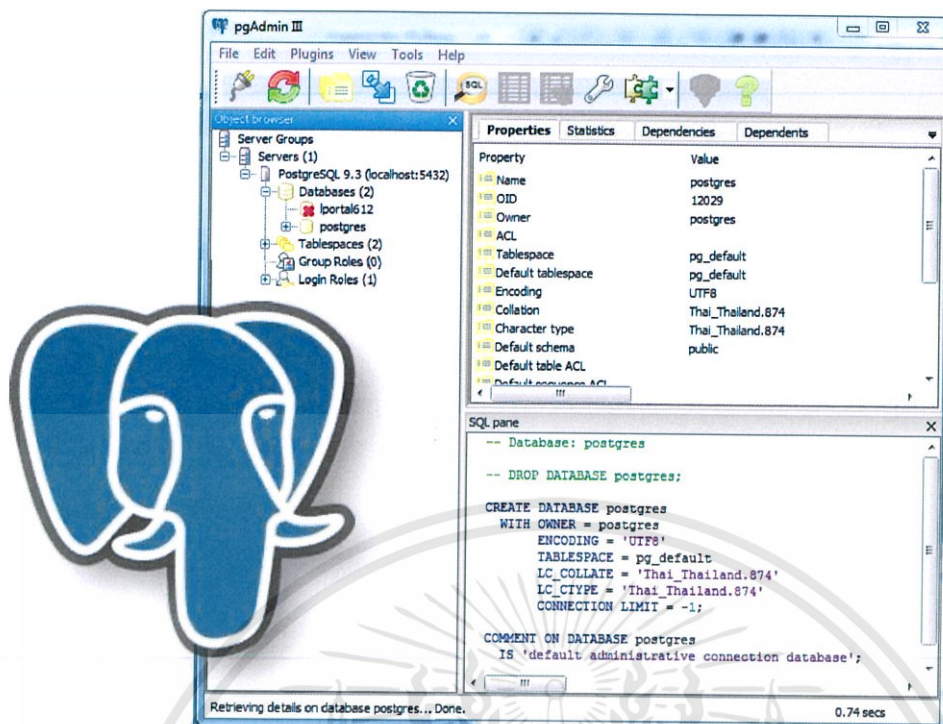 pgAdmin III
File Edit Plugins View Tools Help
SQL
Object browser
Server Groups
Servers (1)
PostgreSQL 9.3 (localhost:5432)
Databases (2)
lportal612
postgres
Tablespaces (2)
Group Roles (0)
Login Roles (1)
Properties Statistics Dependencies Dependents
Property Value
Name postgres
OID 12029
Owner postgres
ACL
Tablespace pg_default
Default tablespace pg_default
Encoding UTF8
Collation Thai_Thailand.874
Character type Thai_Thailand.874
Default schema public
Default table ACL
Default sequence ACL
SQL pane
-- Database: postgres
-- DROP DATABASE postgres;
CREATE DATABASE postgres
WITH OWNER = postgres
ENCODING = 'UTF8'
TABLESPACE = pg_default
LC_COLLATE = 'Thai_Thailand.874'
LC_CTYPE = 'Thai_Thailand.874'
CONNECTION LIMIT = -1;
COMMENT ON DATABASE postgres
IS 'default administrative connection database';
Retrieving details on database postgres... Done. 0.74 secs